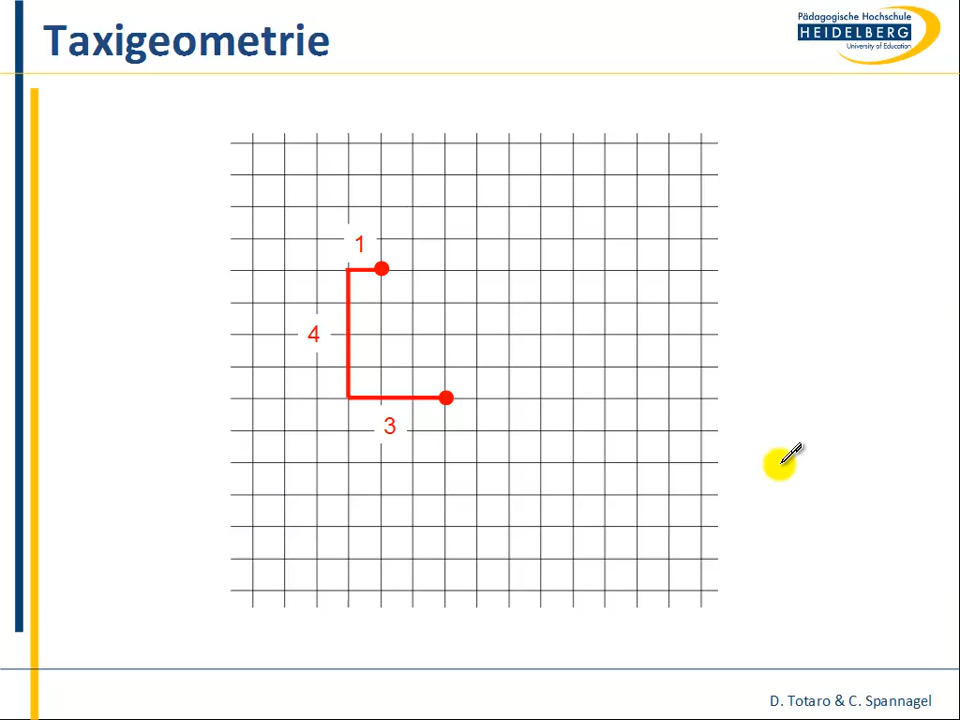 Taxigeometrie
Pädagogische Hochschule
HEIDELBERG
University of Education
1
4
3
D. Totaro & C. Spannagel